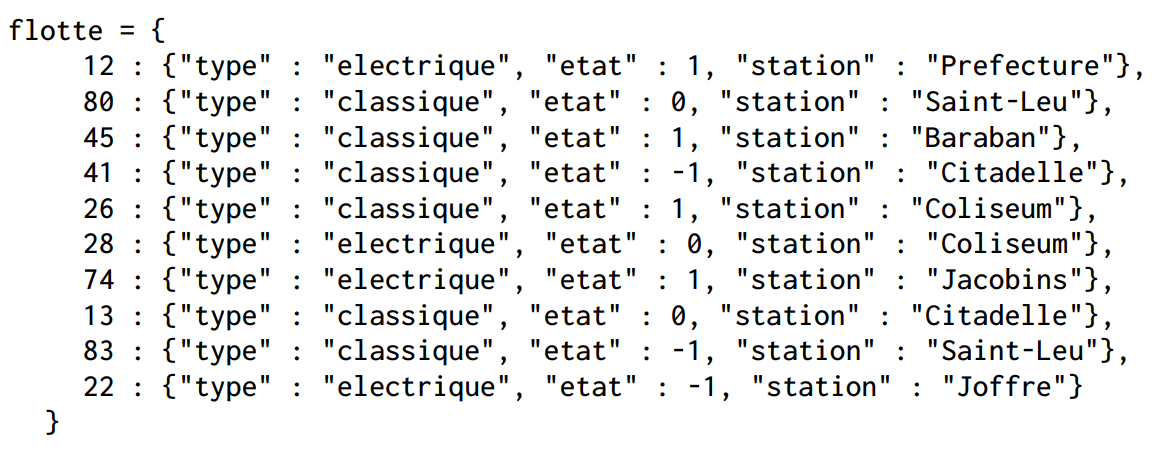 flotte = {
12 : {"type" : "electrique", "etat" : 1, "station" : "Prefecture"},
80 : {"type" : "classique", "etat" : 0, "station" : "Saint-Leu"},
45 : {"type" : "classique", "etat" : 1, "station" : "Baraban"},
41 : {"type" : "classique", "etat" : -1, "station" : "Citadelle"},
26 : {"type" : "classique", "etat" : 1, "station" : "Coliseum"},
28 : {"type" : "electrique", "etat" : 0, "station" : "Coliseum"},
74 : {"type" : "electrique", "etat" : 1, "station" : "Jacobins"},
13 : {"type" : "classique", "etat" : 0, "station" : "Citadelle"},
83 : {"type" : "classique", "etat" : -1, "station" : "Saint-Leu"},
22 : {"type" : "electrique", "etat" : -1, "station" : "Joffre"}
}